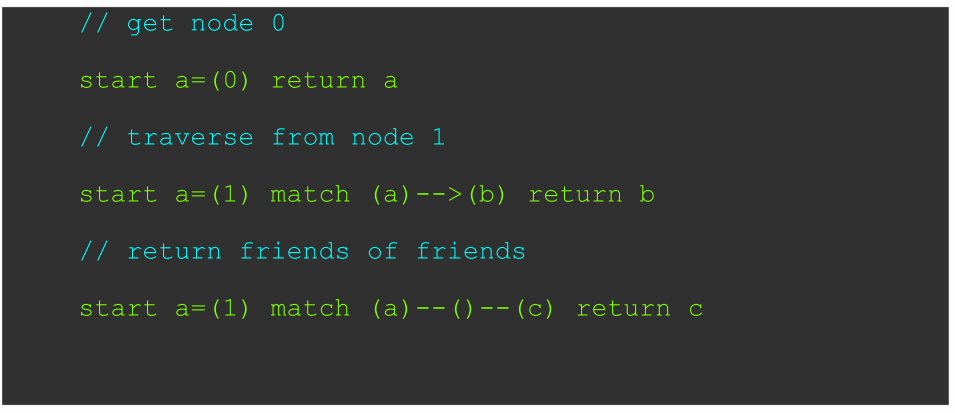 // get node 0
start a=(0) return a
// traverse from node 1
start a=(1) match (a)-->(b) return b
// return friends of friends
start a=(1) match (a)--()--(c) return c